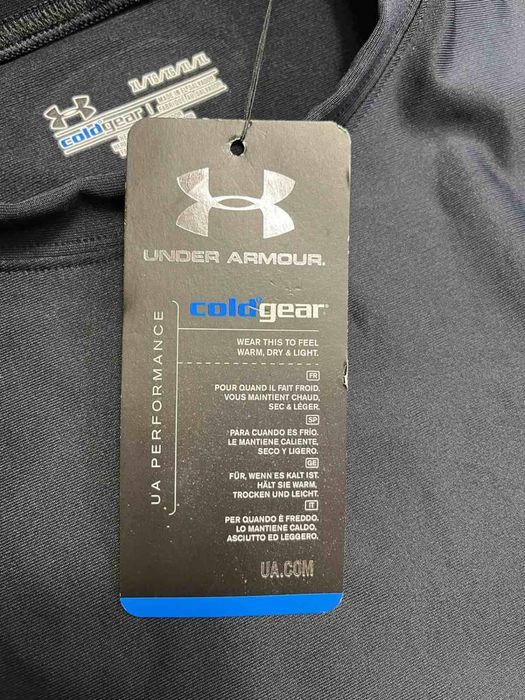 coldgear
UNDER ARMOUR.
coldgear
WEAR THIS TO FEEL
WARM, DRY & LIGHT.
UA PERFORMANCE
FR
POUR QUAND IL FAIT FROID.
VOUS MAINTIENT CHAUD,
SEC & LÉGER.
SP
PARA CUANDO ES FRÍO.
LE MANTIENE CALIENTE,
SECO Y LIGERO.
GE
FÜR, WENN ES KALT IST.
HÄLT SIE WARM,
TROCKEN UND LEICHT.
IT
PER QUANDO È FREDDO.
LO MANTIENE CALDO,
ASCIUTTO ED LEGGERO.
UA.COM